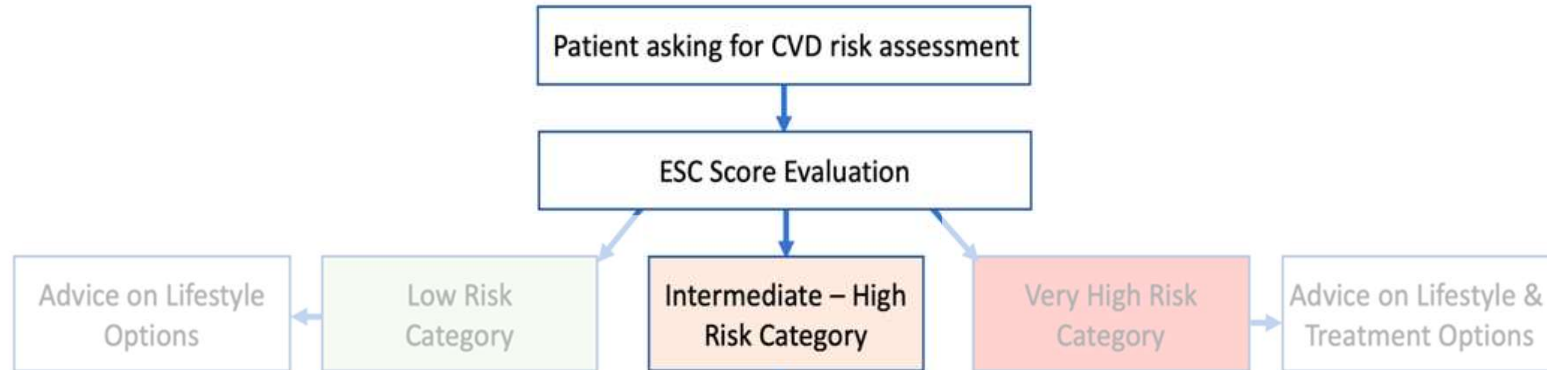 Patient asking for CVD risk assessment
ESC Score Evaluation
Advice on Lifestyle
Options
Low Risk
Category
Intermediate – High
Risk Category
Very High Risk
Category
Advice on Lifestyle &
Treatment Options